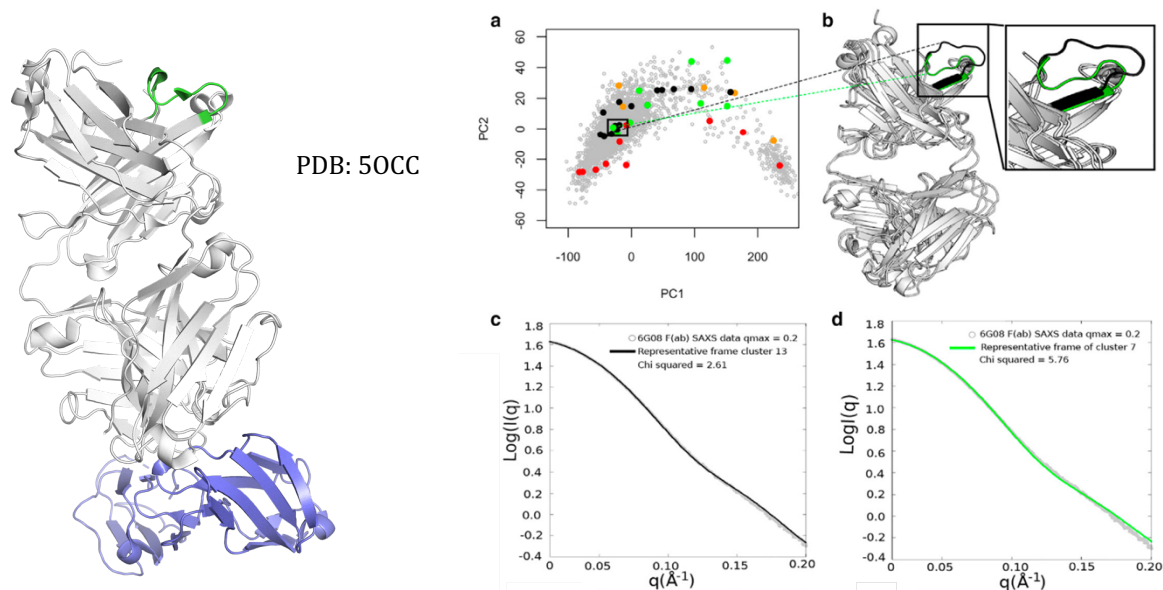 PDB: 5OCC
a
60
40
20
0
-20
-40
-60
PC2
-100
0
100
200
PC1
b
c
1.8
1.6
1.4
1.2
1.0
0.8
0.6
0.4
0.2
0.0
-0.2
-0.4
Log(I(q)
6G08 F(ab) SAXS data qmax = 0.2
Representative frame cluster 13
Chi squared = 2.61
0
0.05
0.10
0.15
0.20
q(Å⁻¹)
d
1.8
1.6
1.4
1.2
1.0
0.8
0.6
0.4
0.2
0.0
-0.2
-0.3
-0.4
LogI(q)
6G08 F(ab) SAXS data qmax = 0.2
Representative frame of cluster 7
Chi squared = 5.76
0
0.05
0.10
0.15
0.20
q(Å⁻¹)